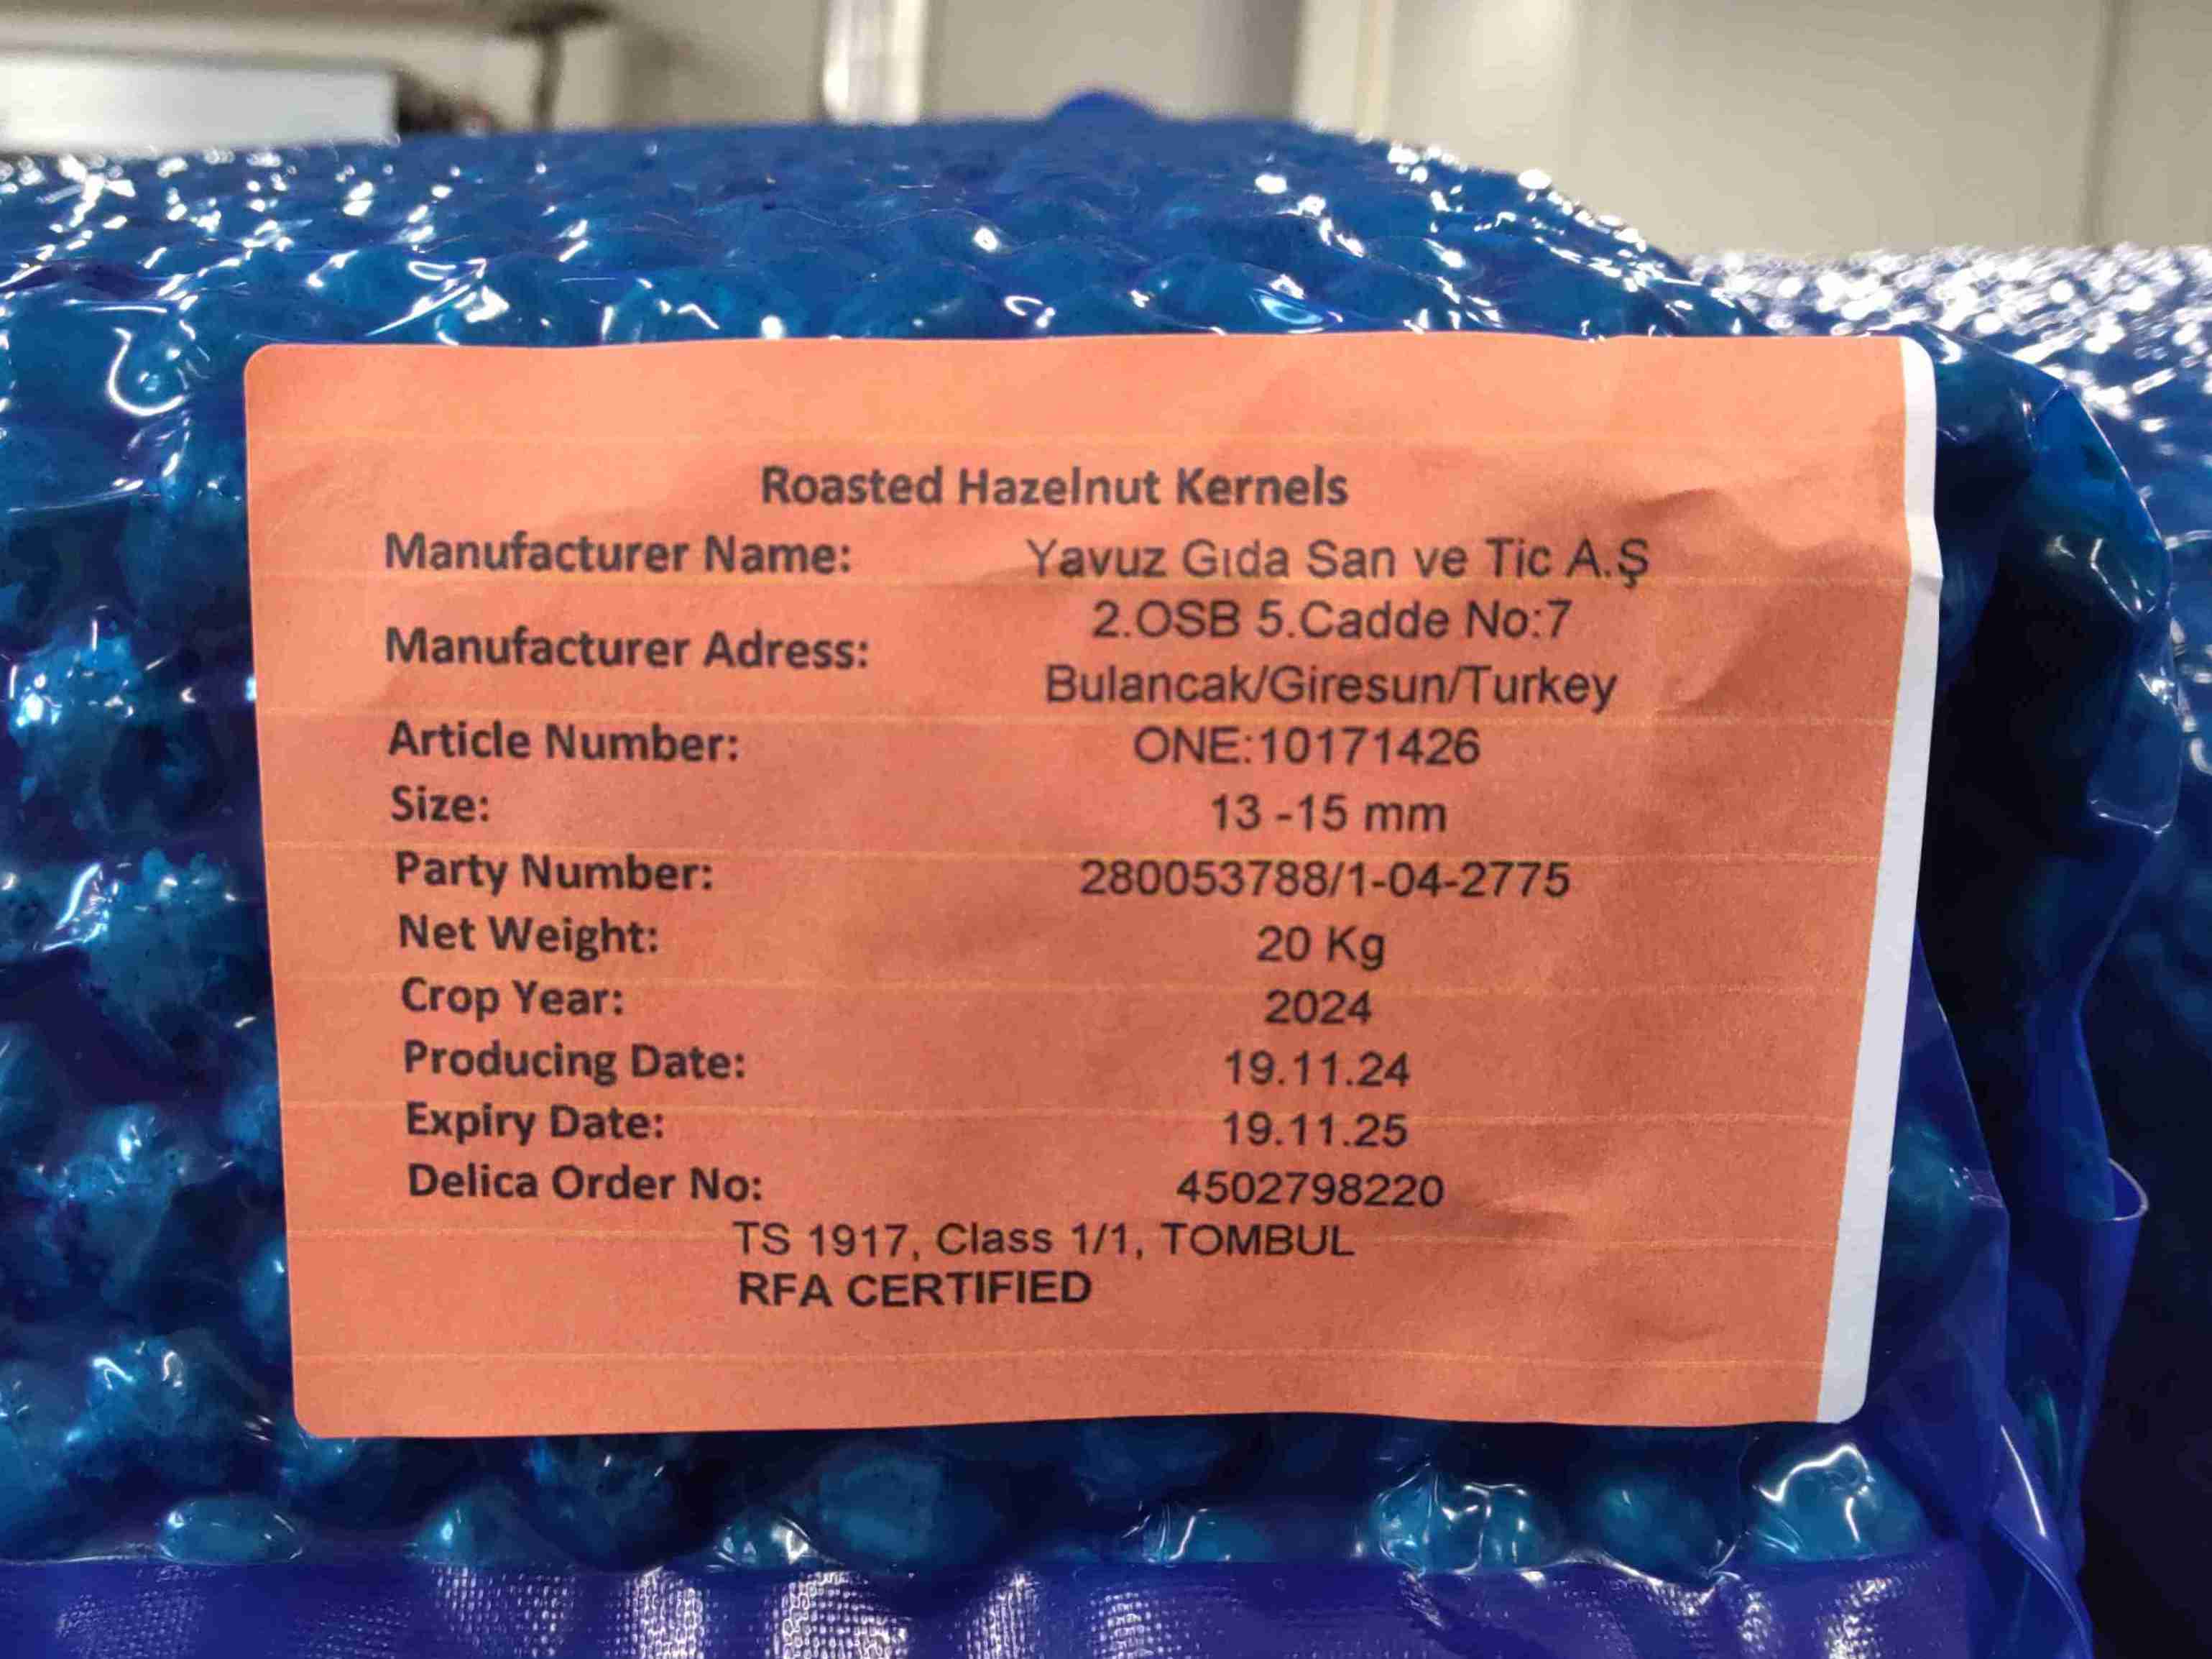 Roasted Hazelnut Kernels
Manufacturer Name: Yavuz Gıda San ve Tic A.Ş
Manufacturer Adress: 2.OSB 5.Cadde No:7
Bulancak/Giresun/Turkey
Article Number: ONE:10171426
Size: 13 -15 mm
Party Number: 280053788/1-04-2775
Net Weight: 20 Kg
Crop Year: 2024
Producing Date: 19.11.24
Expiry Date: 19.11.25
Delica Order No: 4502798220
TS 1917, Class 1/1, TOMBUL
RFA CERTIFIED